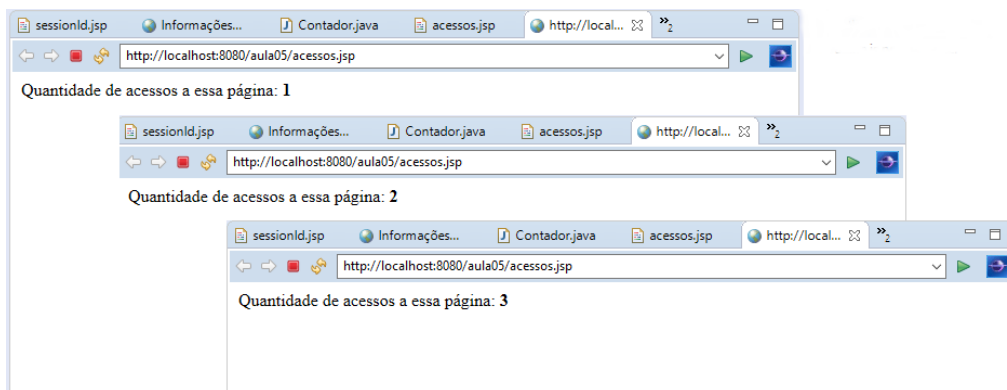 sessionId.jsp Informações... Contador.java acessos.jsp http://local... »2
http://localhost:8080/aula05/acessos.jsp
Quantidade de acessos a essa página: 1
sessionId.jsp Informações... Contador.java acessos.jsp http://local... »2
http://localhost:8080/aula05/acessos.jsp
Quantidade de acessos a essa página: 2
sessionId.jsp Informações... Contador.java acessos.jsp http://local... »2
http://localhost:8080/aula05/acessos.jsp
Quantidade de acessos a essa página: 3